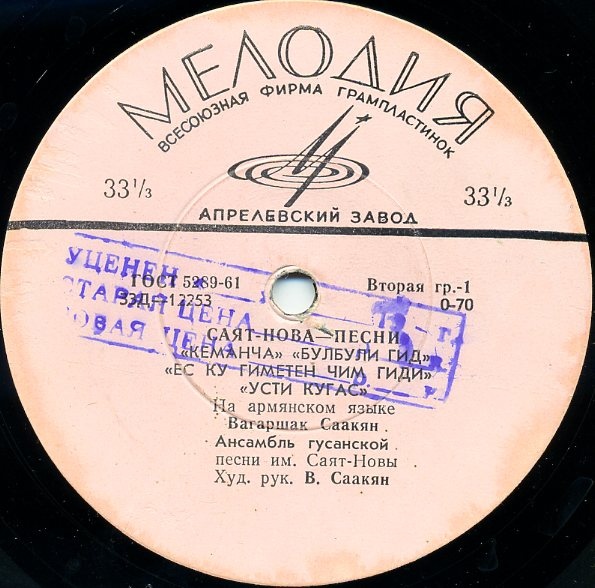 МЕЛОДИЯ
ВСЕСОЮЗНАЯ ФИРМА ГРАМПЛАСТИНОК
33⅓ 33⅓
АПРЕЛЕВСКИЙ ЗАВОД
ГОСТ 5289-61 Вторая гр.-1
33Д—12253 0-70
УЦЕНЕН
СТАРАЯ ЦЕНА
НОВАЯ ЦЕНА
САЯТ-НОВА—ПЕСНИ
«КЕМАНЧА» «БУЛБУЛИ ГИД»
«ЕС КУ ГИМЕТЕН ЧИМ ГИДИ»
«УСТИ КУГАС»
На армянском языке
Вагаршак Саакян
Ансамбль гусанской
песни им. Саят-Новы
Худ. рук. В. Саакян